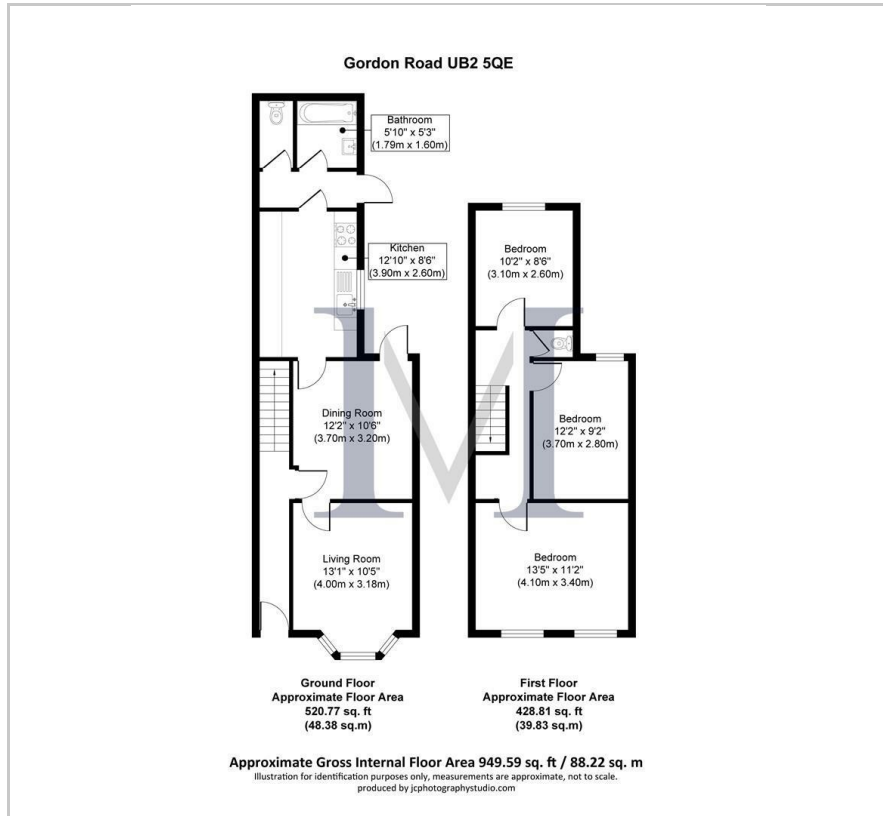 Gordon Road UB2 5QE
Bathroom
5'10" x 5'3"
(1.79m x 1.60m)
Kitchen
12'10" x 8'6"
(3.90m x 2.60m)
Dining Room
12'2" x 10'6"
(3.70m x 3.20m)
Living Room
13'1" x 10'5"
(4.00m x 3.18m)
Ground Floor
Approximate Floor Area
520.77 sq. ft
(48.38 sq.m)
Bedroom
10'2" x 8'6"
(3.10m x 2.60m)
Bedroom
12'2" x 9'2"
(3.70m x 2.80m)
Bedroom
13'5" x 11'2"
(4.10m x 3.40m)
First Floor
Approximate Floor Area
428.81 sq. ft
(39.83 sq.m)
IMI
Approximate Gross Internal Floor Area 949.59 sq. ft / 88.22 sq. m
Illustration for identification purposes only, measurements are approximate, not to scale.
produced by jcphotographystudio.com